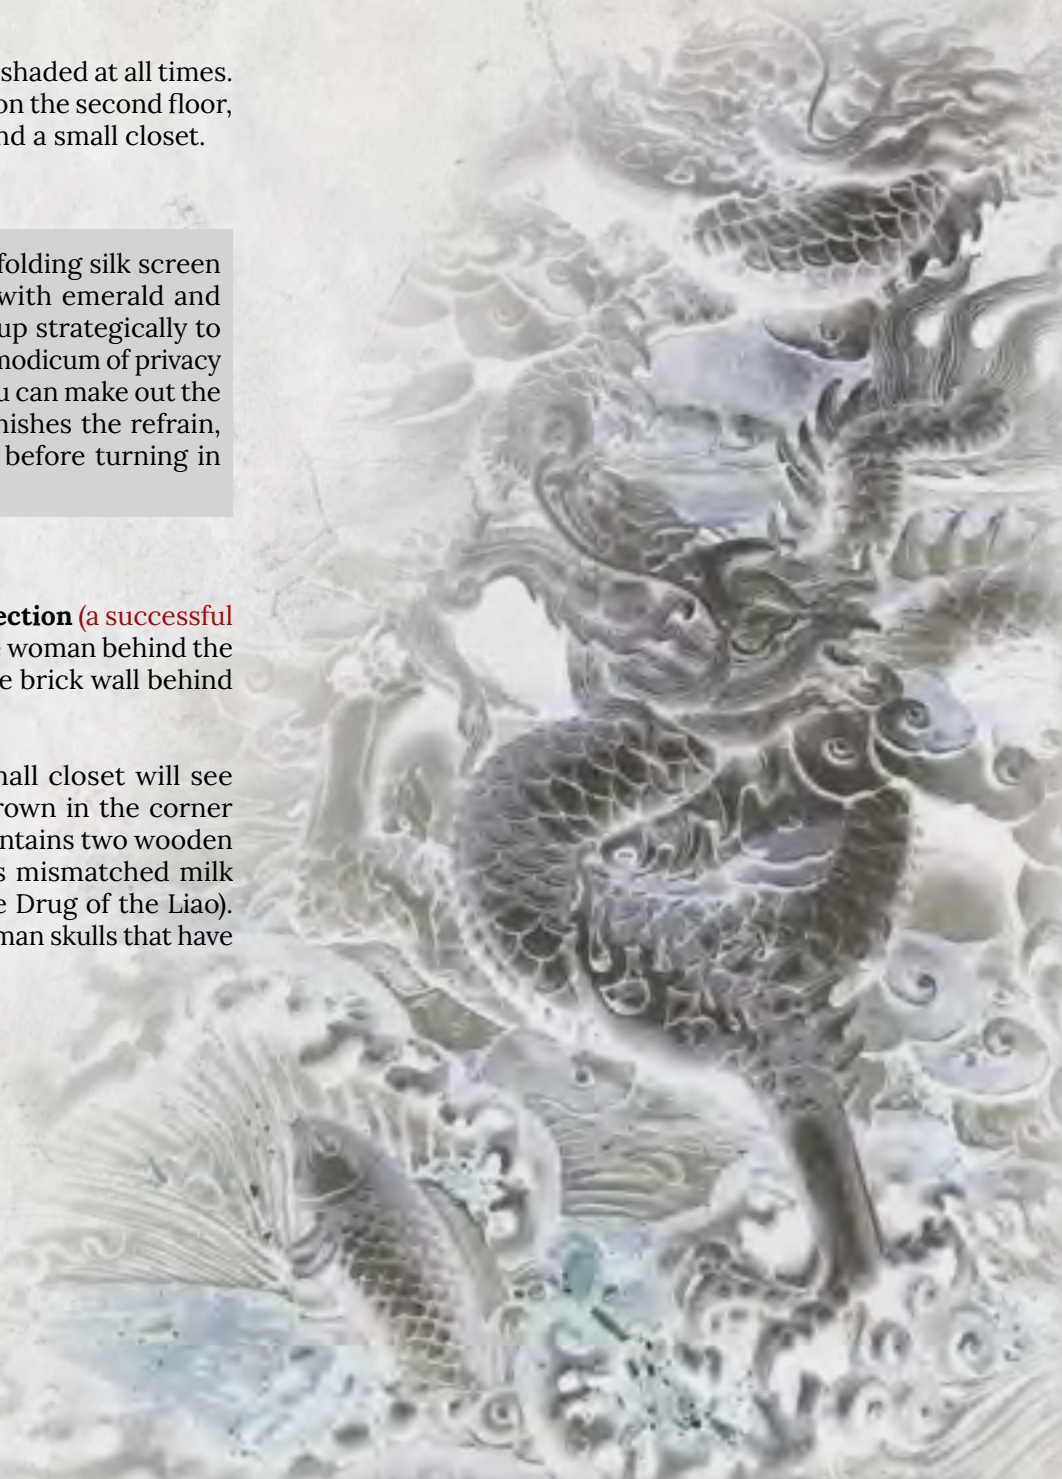 shaded at all times.
on the second floor,
nd a small closet.
folding silk screen
with emerald and
up strategically to
modicum of privacy
u can make out the
nishes the refrain,
before turning in
ection (a successful
woman behind the
e brick wall behind
nall closet will see
rown in the corner
ntains two wooden
s mismatched milk
e Drug of the Liao).
man skulls that have